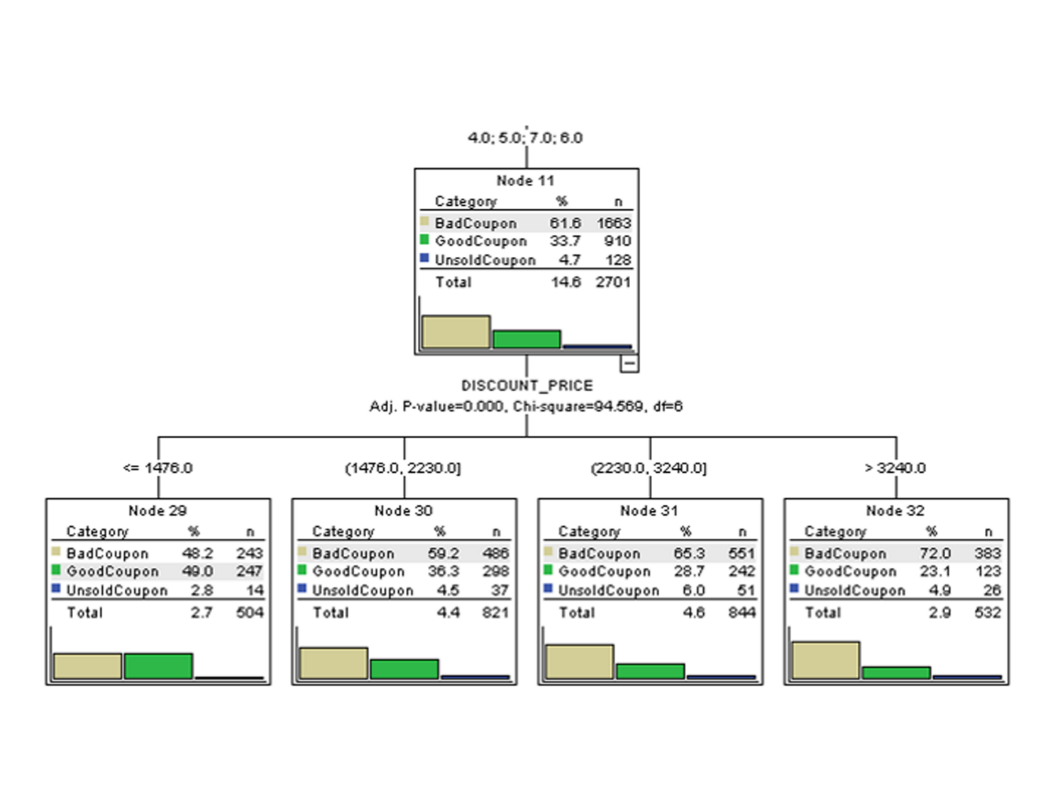 4.0; 5.0; 7.0; 6.0
Node 11
Category % n
BadCoupon 61.6 1663
GoodCoupon 33.7 910
UnsoldCoupon 4.7 128
Total 14.6 2701
DISCOUNT_PRICE
Adj. P-value=0.000, Chi-square=94.569, df=6
<= 1476.0
(1476.0, 2230.0]
(2230.0, 3240.0]
> 3240.0
Node 29
Category % n
BadCoupon 48.2 243
GoodCoupon 49.0 247
UnsoldCoupon 2.8 14
Total 2.7 504
Node 30
Category % n
BadCoupon 59.2 486
GoodCoupon 36.3 298
UnsoldCoupon 4.5 37
Total 4.4 821
Node 31
Category % n
BadCoupon 65.3 551
GoodCoupon 28.7 242
UnsoldCoupon 6.0 51
Total 4.6 844
Node 32
Category % n
BadCoupon 72.0 383
GoodCoupon 23.1 123
UnsoldCoupon 4.9 26
Total 2.9 532